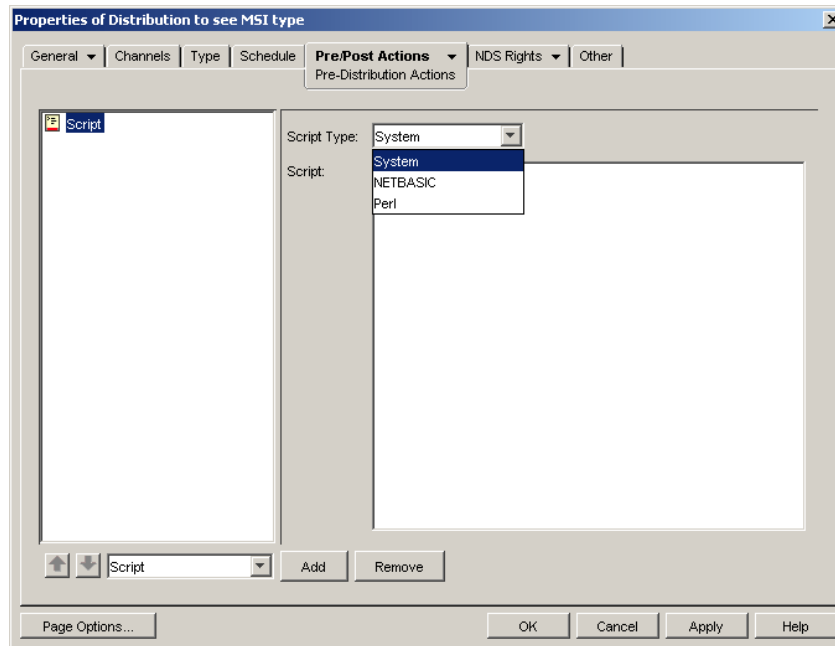 Properties of Distribution to see MSI type
General Channels Type Schedule Pre/Post Actions NDS Rights Other
Pre-Distribution Actions
Script
Script Type: System
System
Script:
NETBASIC
Perl
Script Add Remove
Page Options... OK Cancel Apply Help